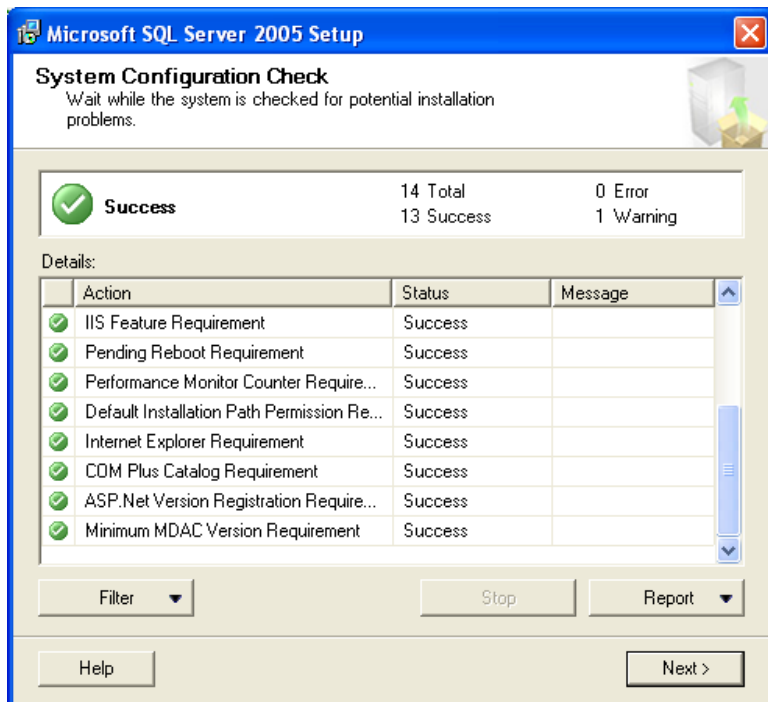 Microsoft SQL Server 2005 Setup
System Configuration Check
Wait while the system is checked for potential installation
problems.
Success 14 Total 0 Error
13 Success 1 Warning
Details:
Action Status Message
IIS Feature Requirement Success
Pending Reboot Requirement Success
Performance Monitor Counter Require... Success
Default Installation Path Permission Re... Success
Internet Explorer Requirement Success
COM Plus Catalog Requirement Success
ASP.Net Version Registration Require... Success
Minimum MDAC Version Requirement Success
Filter Stop Report
Help Next >